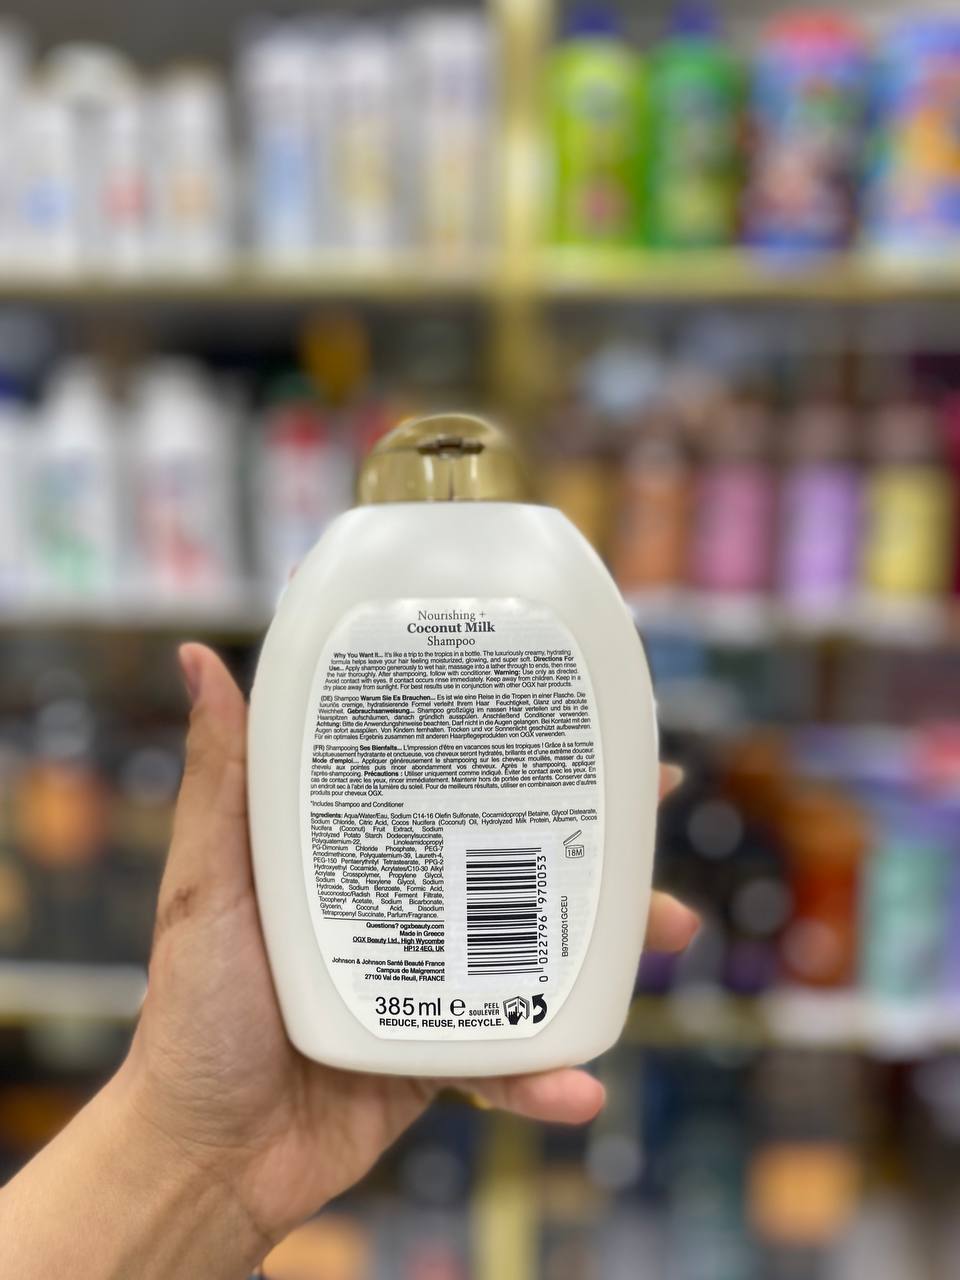 Nourishing +
Coconut Milk
Shampoo
Why You Want It... It's like a trip to the tropics in a bottle. The luxuriously creamy, hydrating
formula helps leave your hair feeling moisturized, glowing, and super soft. Directions For
Use... Apply shampoo generously to wet hair, massage into a lather through to ends, then rinse
the hair thoroughly. After shampooing, follow with conditioner. Warning: Use only as directed.
Avoid contact with eyes. If contact occurs rinse immediately. Keep away from children. Keep in a
dry place away from sunlight. For best results use in conjunction with other OGX hair products.
(DE) Shampoo Warum Sie Es Brauchen... Es ist wie eine Reise in die Tropen in einer Flasche. Die
luxuriös cremige, hydratisierende Formel verleiht Ihrem Haar Feuchtigkeit, Glanz und absolute
Weichheit. Gebrauchsanweisung... Shampoo großzügig im nassen Haar verteilen und bis in die
Haarspitzen aufschäumen, danach gründlich ausspülen. Anschließend Conditioner verwenden.
Achtung: Bitte die Anwendungshinweise beachten. Darf nicht in die Augen gelangen. Bei Kontakt mit den
Augen sofort ausspülen. Von Kindern fernhalten. Trocken und vor Sonnenlicht geschützt aufbewahren.
Für ein optimales Ergebnis zusammen mit anderen Haarpflegeprodukten von OGX verwenden.
(FR) Shampooing Ses Bienfaits... L'impression d'être en vacances sous les tropiques ! Grâce à sa formule
voluptueusement hydratante et onctueuse, vos cheveux seront hydratés, brillants et d'une extrême douceur.
Mode d'emploi... Appliquer généreusement le shampooing sur les cheveux mouillés, masser du cuir
chevelu aux pointes puis rincer abondamment vos cheveux. Après le shampooing, appliquer
l'après-shampooing. Précautions : Utiliser uniquement comme indiqué. Éviter le contact avec les yeux. En
cas de contact avec les yeux, rincer immédiatement. Maintenir hors de portée des enfants. Conserver dans
un endroit sec à l'abri de la lumière du soleil. Pour de meilleurs résultats, utiliser en combinaison avec d'autres
produits pour cheveux OGX.
*Includes Shampoo and Conditioner
Ingredients: Aqua/Water/Eau, Sodium C14-16 Olefin Sulfonate, Cocamidopropyl Betaine, Glycol Distearate,
Sodium Chloride, Citric Acid, Cocos Nucifera (Coconut) Oil, Hydrolyzed Milk Protein, Albumen, Cocos
Nucifera (Coconut) Fruit Extract, Sodium
Hydrolyzed Potato Starch Dodecenylsuccinate,
Polyquaternium-22, Linoleamidopropyl
PG-Dimonium Chloride Phosphate, PEG-7
Amodimethicone, Polyquaternium-39, Laureth-4,
PEG-150 Pentaerythrityl Tetrastearate, PPG-2
Hydroxyethyl Cocamide, Acrylates/C10-30 Alkyl
Acrylate Crosspolymer, Propylene Glycol,
Sodium Citrate, Hexylene Glycol, Sodium
Hydroxide, Sodium Benzoate, Formic Acid,
Leuconostoc/Radish Root Ferment Filtrate,
Tocopheryl Acetate, Sodium Bicarbonate,
Glycerin, Coconut Acid, Disodium
Tetrapropenyl Succinate, Parfum/Fragrance.
Questions? ogxbeauty.com
Made in Greece
OGX Beauty Ltd., High Wycombe
HP12 4EG, UK
Johnson & Johnson Santé Beauté France
Campus de Maigremont
27100 Val de Reuil, FRANCE
18M
0 022796 970053
B9700501GCEU
385 ml e
PEEL
SOULEVER
REDUCE, REUSE, RECYCLE.